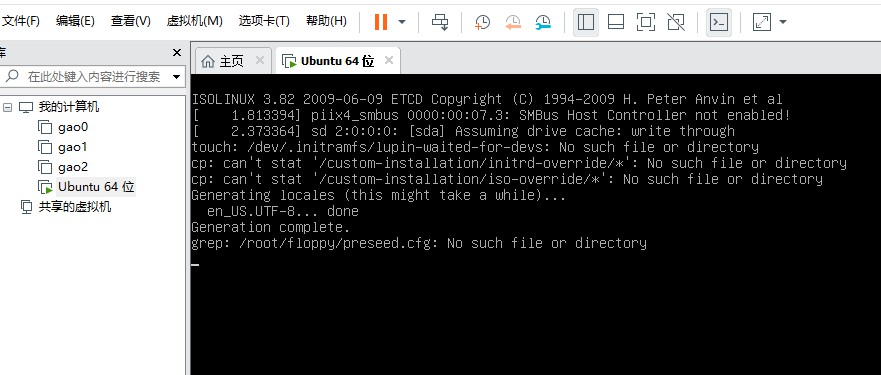 文件(F) 编辑(E) 查看(V) 虚拟机(M) 选项卡(T) 帮助(H)
库
在此处键入内容进行搜索
我的计算机
gao0
gao1
gao2
Ubuntu 64 位
共享的虚拟机
主页 Ubuntu 64 位
ISOLINUX 3.82 2009-06-09 ETCD Copyright (C) 1994-2009 H. Peter Anvin et al
[    1.813394] piix4_smbus 0000:00:07.3: SMBus Host Controller not enabled!
[    2.373364] sd 2:0:0:0: [sda] Assuming drive cache: write through
touch: /dev/.initramfs/lupin-waited-for-devs: No such file or directory
cp: can't stat '/custom-installation/initrd-override/*': No such file or directory
cp: can't stat '/custom-installation/iso-override/*': No such file or directory
Generating locales (this might take a while)...
  en_US.UTF-8... done
Generation complete.
grep: /root/floppy/preseed.cfg: No such file or directory